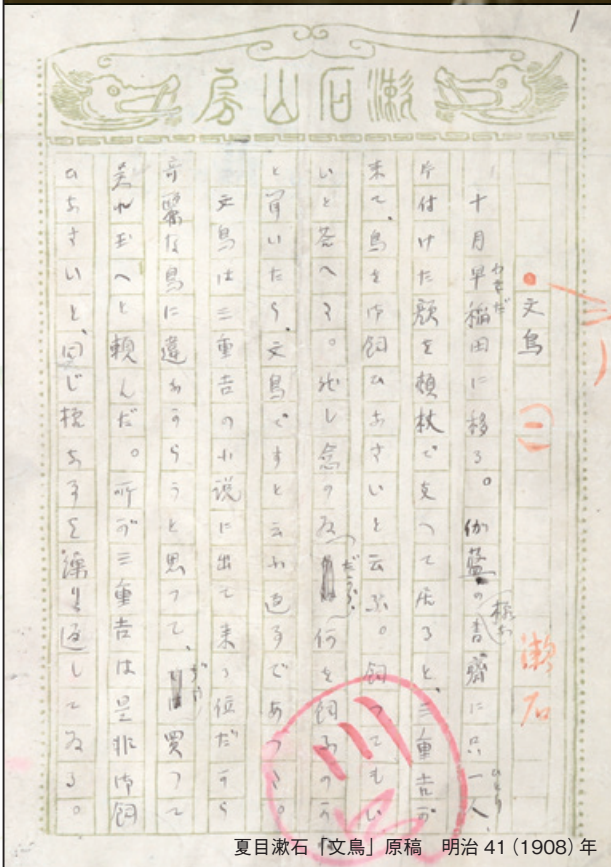 1
漱石山房
文鳥 漱石
十月早稲田に移る。伽藍の様な書斎に只一人、
わせだ
ひとり
片付けた顔を頬杖で支へて居ると、三重吉が
来て、鳥を御飼ひなさいと云ふ。飼つてもい
いと答へた。然し念の為だから、何を飼ふのかね
と聞いたら、文鳥ですと云ふ返事であつた。
文鳥は三重吉の小説に出て来る位だから
奇麗な鳥に違なからうと思つて、ぢや買つて
呉れ玉へと頼んだ。所が三重吉は是非御飼
ひなさいと、同じ様な事を繰り返してゐる。
夏目漱石「文鳥」原稿 明治 41 (1908) 年